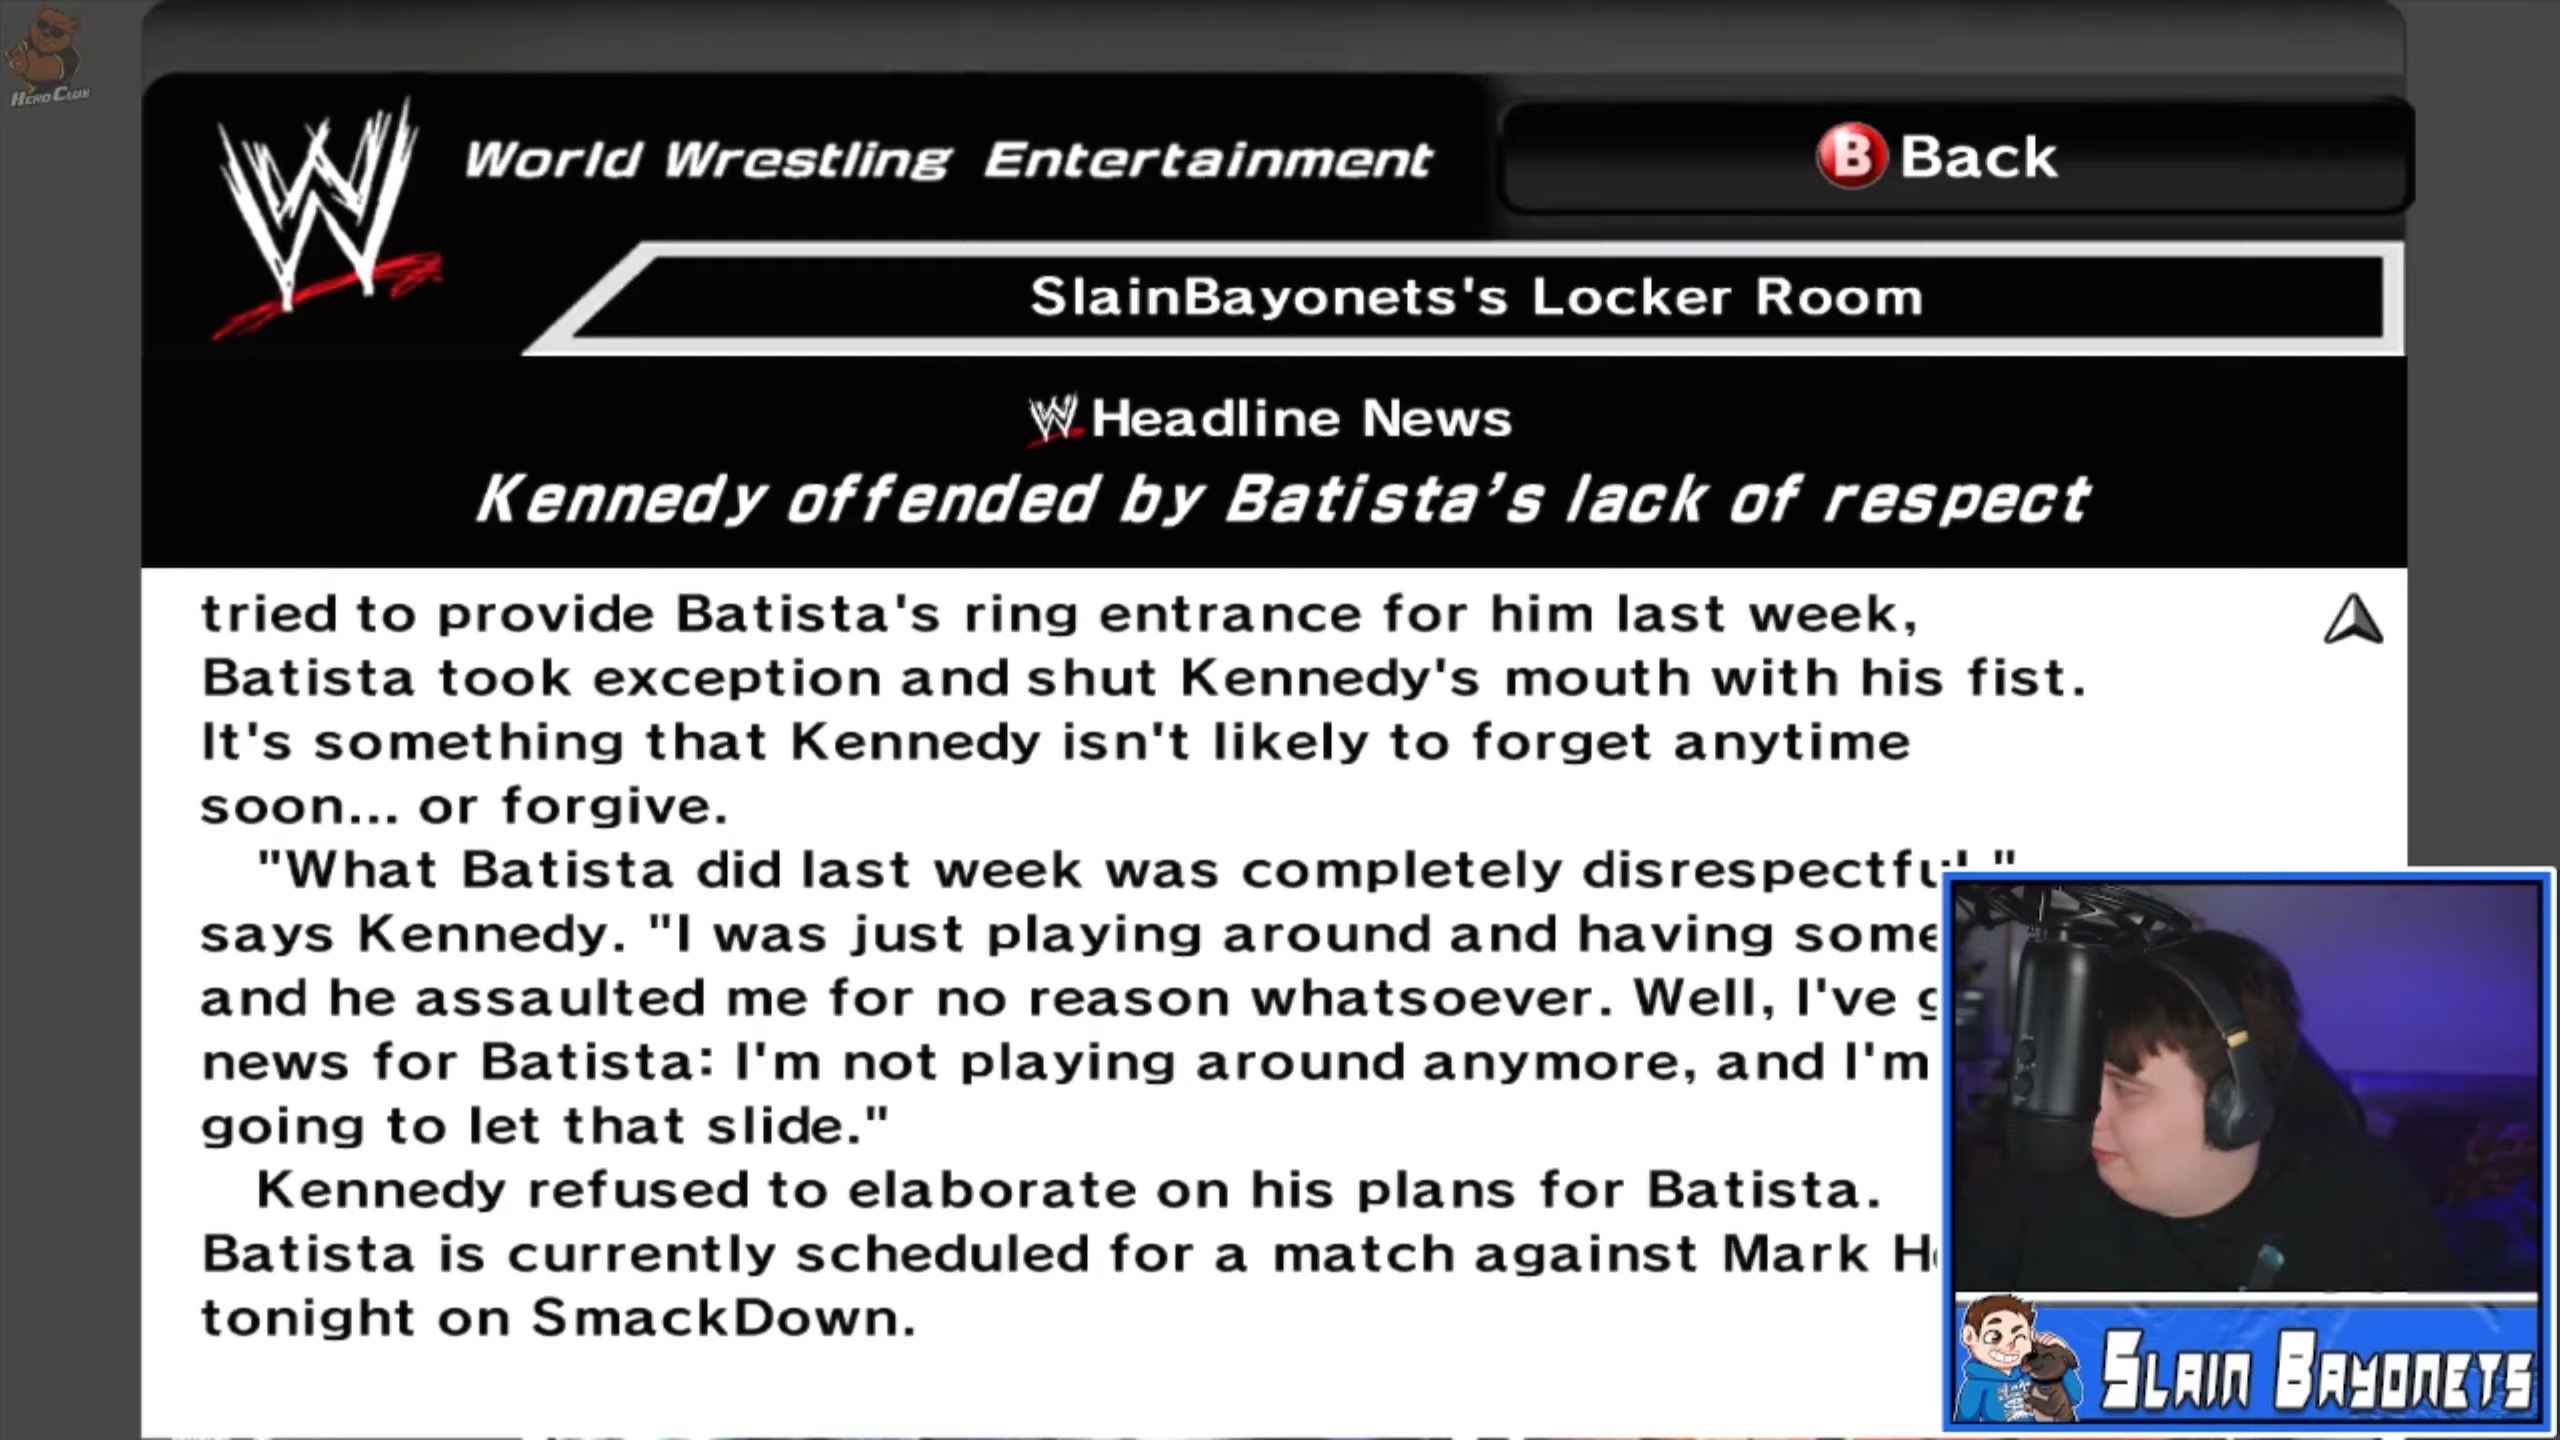 HERO CLUB
World Wrestling Entertainment
B Back
SlainBayonets's Locker Room
Headline News
Kennedy offended by Batista's lack of respect
tried to provide Batista's ring entrance for him last week,
Batista took exception and shut Kennedy's mouth with his fist.
It's something that Kennedy isn't likely to forget anytime
soon... or forgive.
"What Batista did last week was completely
says Kennedy. "I was just playing around and having some
and he assaulted me for no reason whatsoever. Well, I've
news for Batista: I'm not playing around anymore, and I'm
going to let that slide."
Kennedy refused to elaborate on his plans for Batista.
Batista is currently scheduled for a match against Mark
tonight on SmackDown.
SLAIN BAYONETS